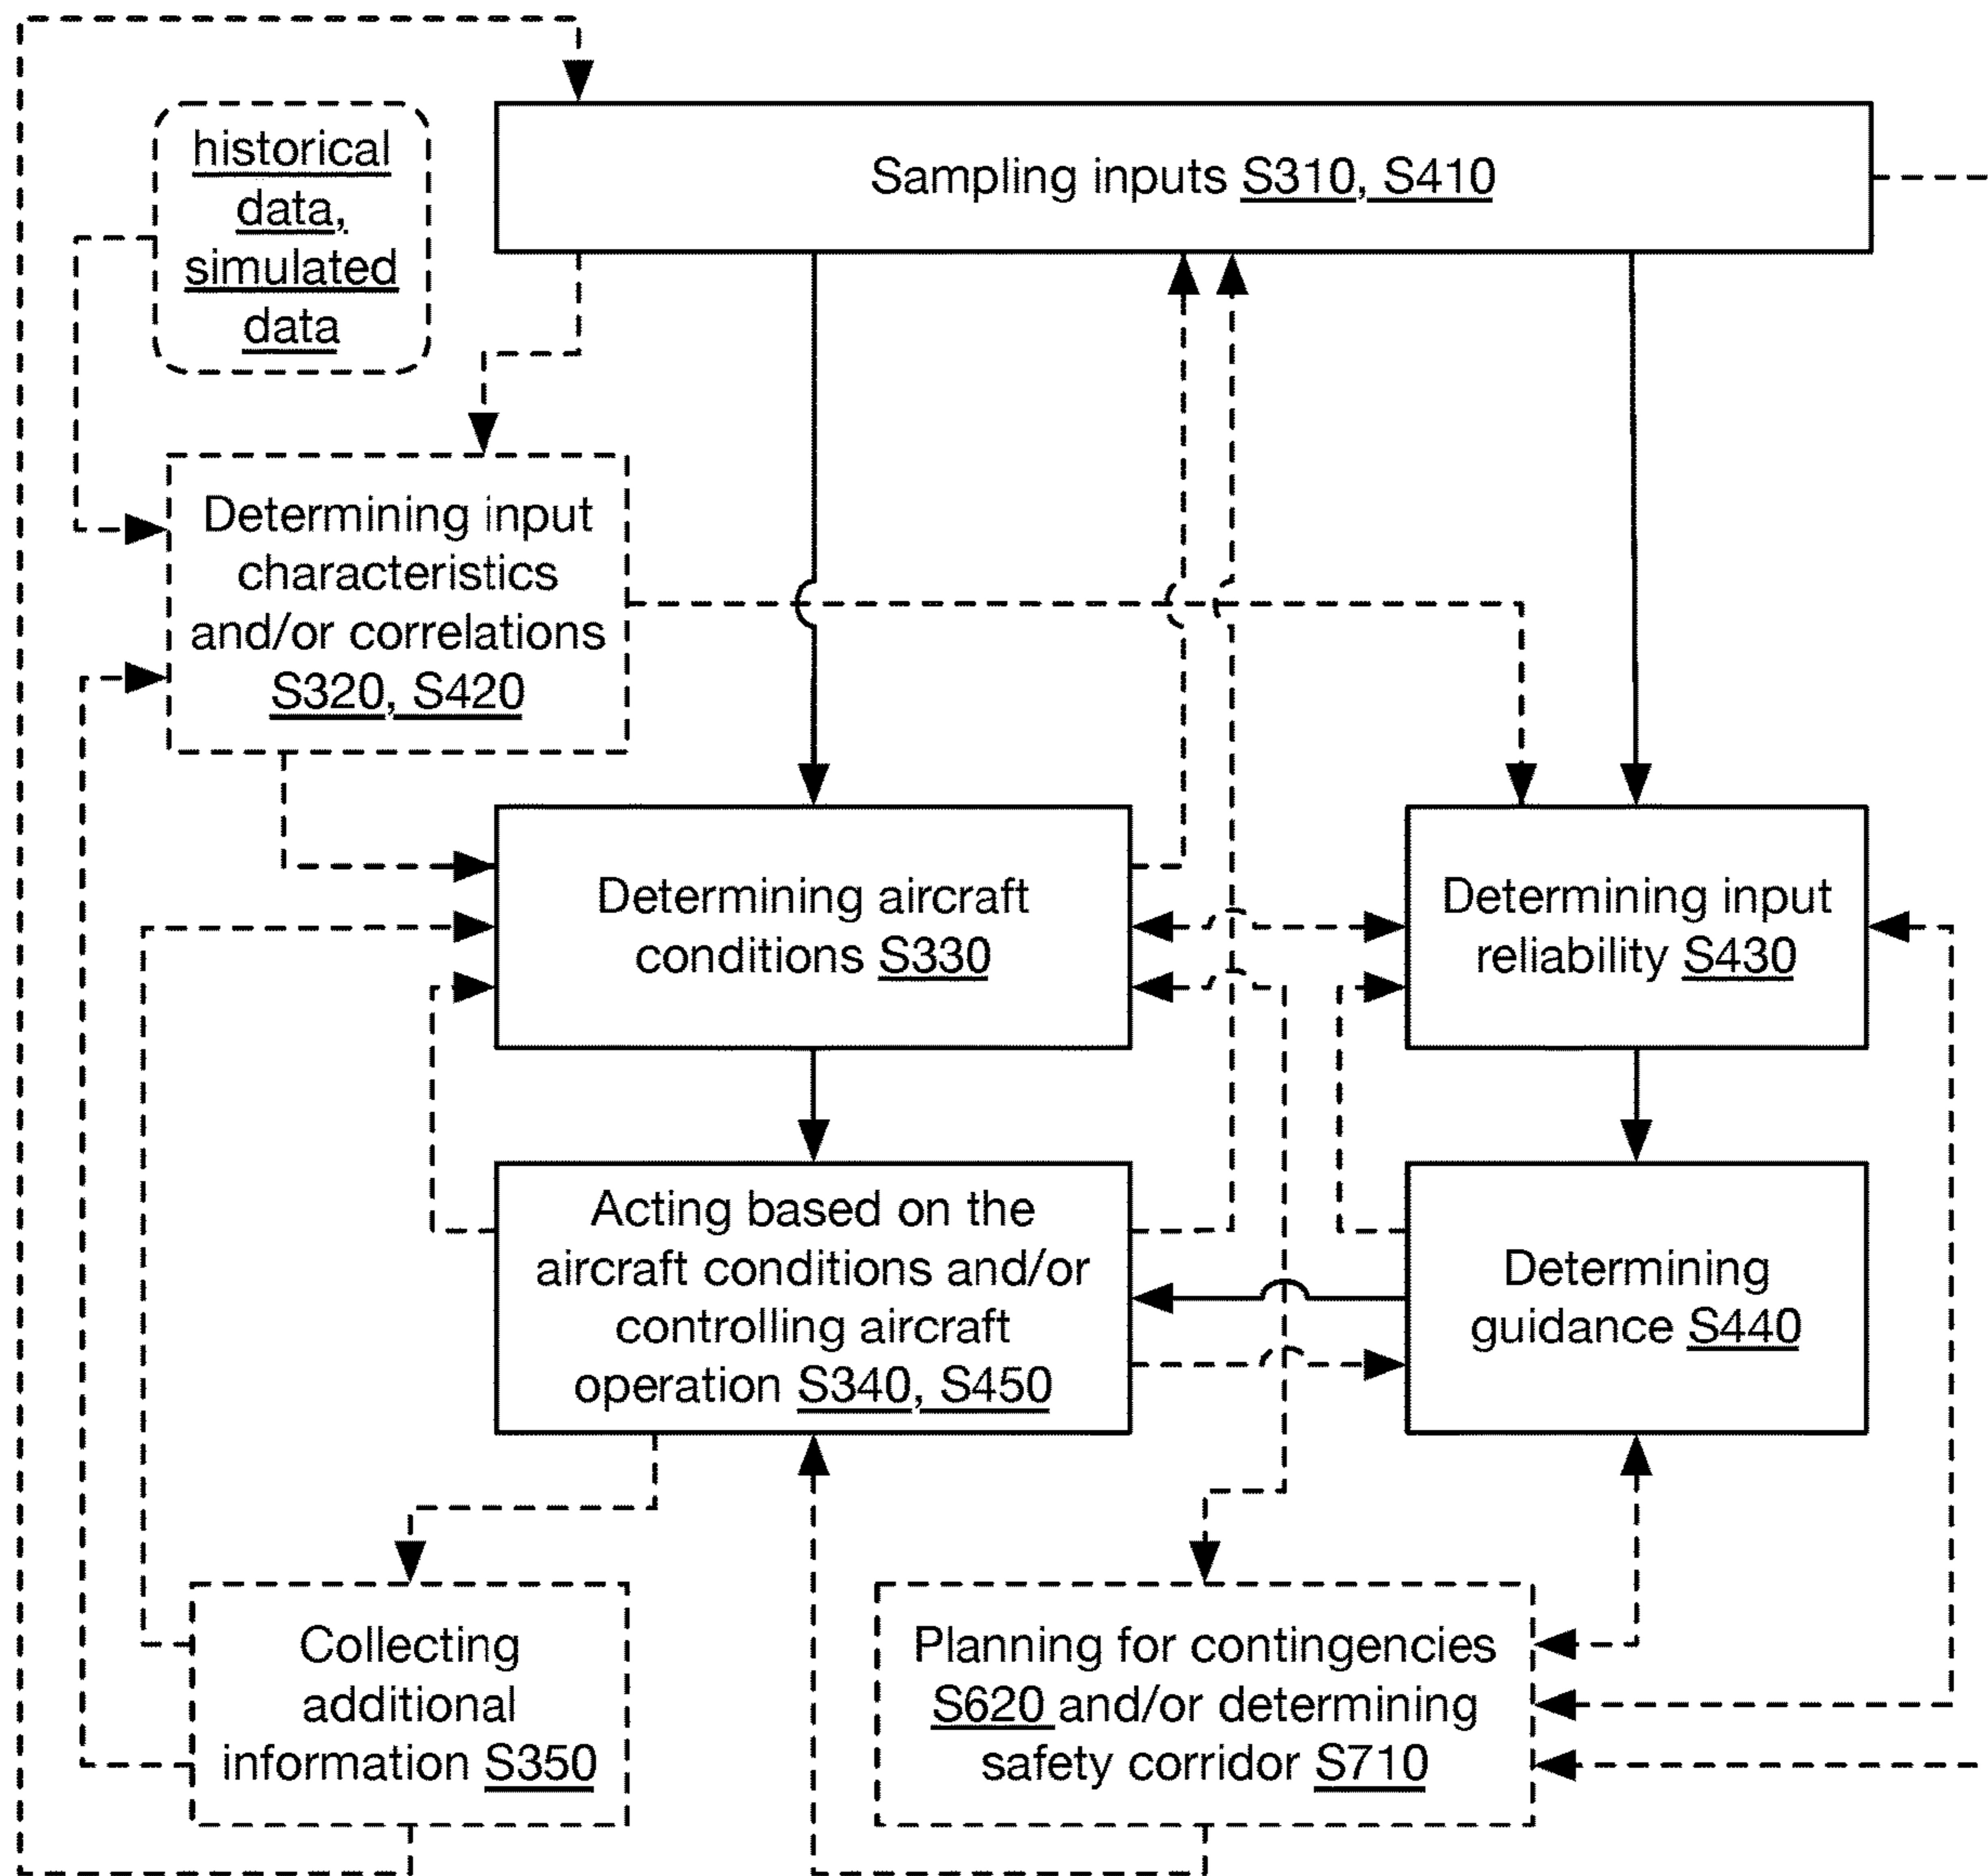 historical
data,
simulated
data
Sampling inputs S310, S410
Determining input
characteristics
and/or correlations
S320, S420
Determining aircraft
conditions S330
Determining input
reliability S430
Acting based on the
aircraft conditions and/or
controlling aircraft
operation S340, S450
Determining
guidance S440
Collecting
additional
information S350
Planning for contingencies
S620 and/or determining
safety corridor S710